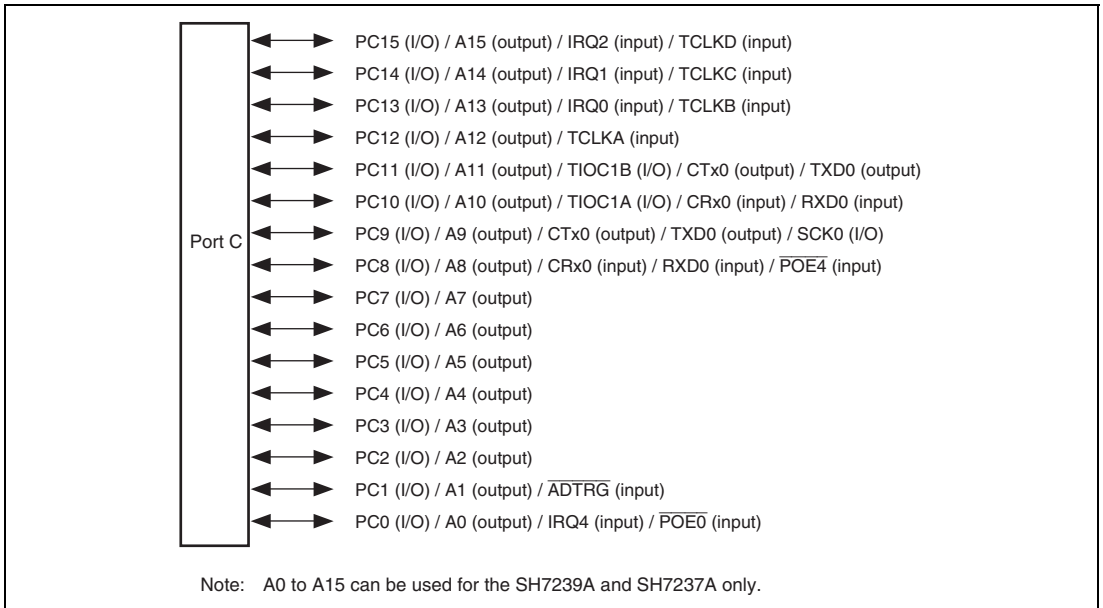 PC15 (I/O) / A15 (output) / IRQ2 (input) / TCLKD (input)
PC14 (I/O) / A14 (output) / IRQ1 (input) / TCLKC (input)
PC13 (I/O) / A13 (output) / IRQ0 (input) / TCLKB (input)
PC12 (I/O) / A12 (output) / TCLKA (input)
PC11 (I/O) / A11 (output) / TIOC1B (I/O) / CTx0 (output) / TXD0 (output)
PC10 (I/O) / A10 (output) / TIOC1A (I/O) / CRx0 (input) / RXD0 (input)
Port C
PC9 (I/O) / A9 (output) / CTx0 (output) / TXD0 (output) / SCK0 (I/O)
PC8 (I/O) / A8 (output) / CRx0 (input) / RXD0 (input) / P̅O̅E̅4̅ (input)
PC7 (I/O) / A7 (output)
PC6 (I/O) / A6 (output)
PC5 (I/O) / A5 (output)
PC4 (I/O) / A4 (output)
PC3 (I/O) / A3 (output)
PC2 (I/O) / A2 (output)
PC1 (I/O) / A1 (output) / A̅D̅T̅R̅G̅ (input)
PC0 (I/O) / A0 (output) / IRQ4 (input) / P̅O̅E̅0̅ (input)
Note: A0 to A15 can be used for the SH7239A and SH7237A only.